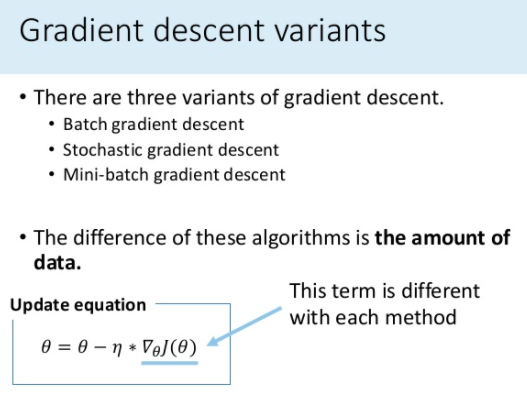 Gradient descent variants
• There are three variants of gradient descent.
• Batch gradient descent
• Stochastic gradient descent
• Mini-batch gradient descent
• The difference of these algorithms is the amount of
data.
This term is different
with each method
Update equation
θ = θ − η ∗ ∇θJ(θ)